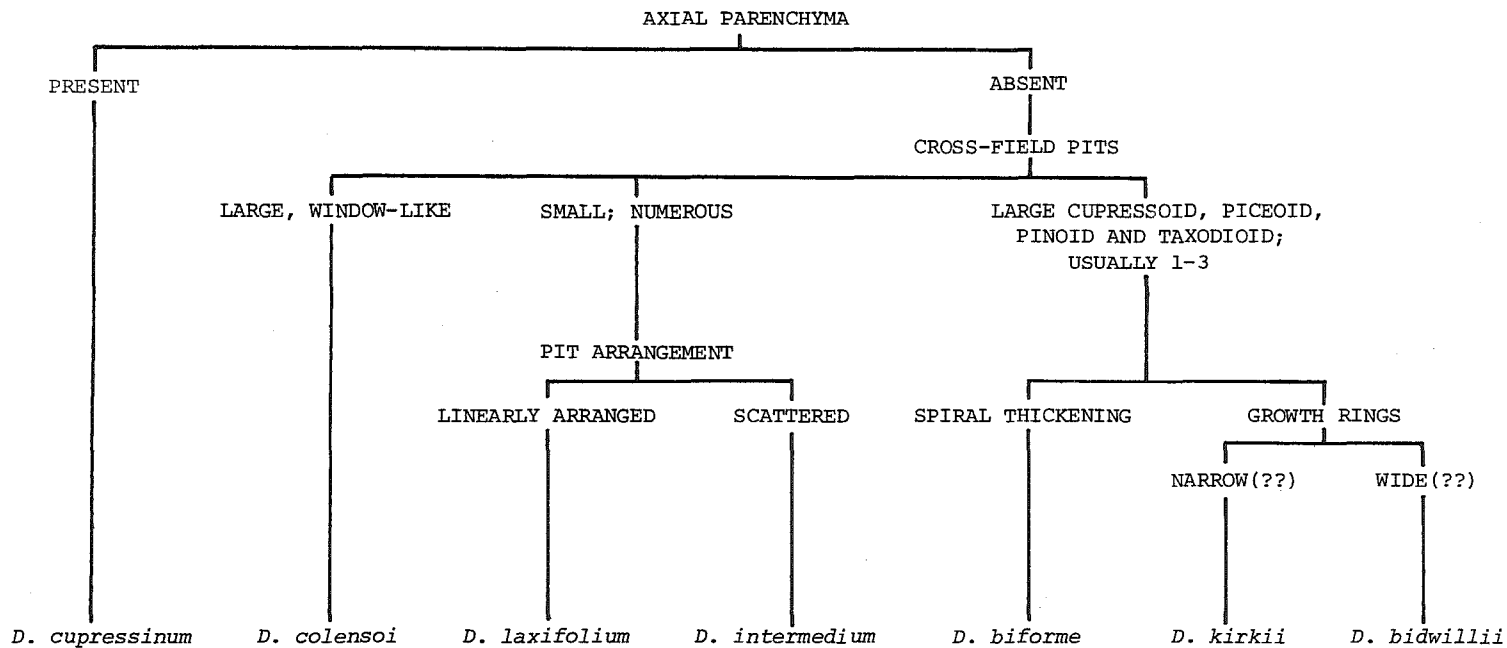 AXIAL PARENCHYMA
PRESENT
ABSENT
CROSS-FIELD PITS
LARGE, WINDOW-LIKE
SMALL; NUMEROUS
LARGE CUPRESSOID, PICEOID,
PINOID AND TAXODIOID;
USUALLY 1-3
PIT ARRANGEMENT
LINEARLY ARRANGED
SCATTERED
SPIRAL THICKENING
GROWTH RINGS
NARROW(??)
WIDE(??)
D. cupressinum
D. colensoi
D. laxifolium
D. intermedium
D. biforme
D. kirkii
D. bidwillii